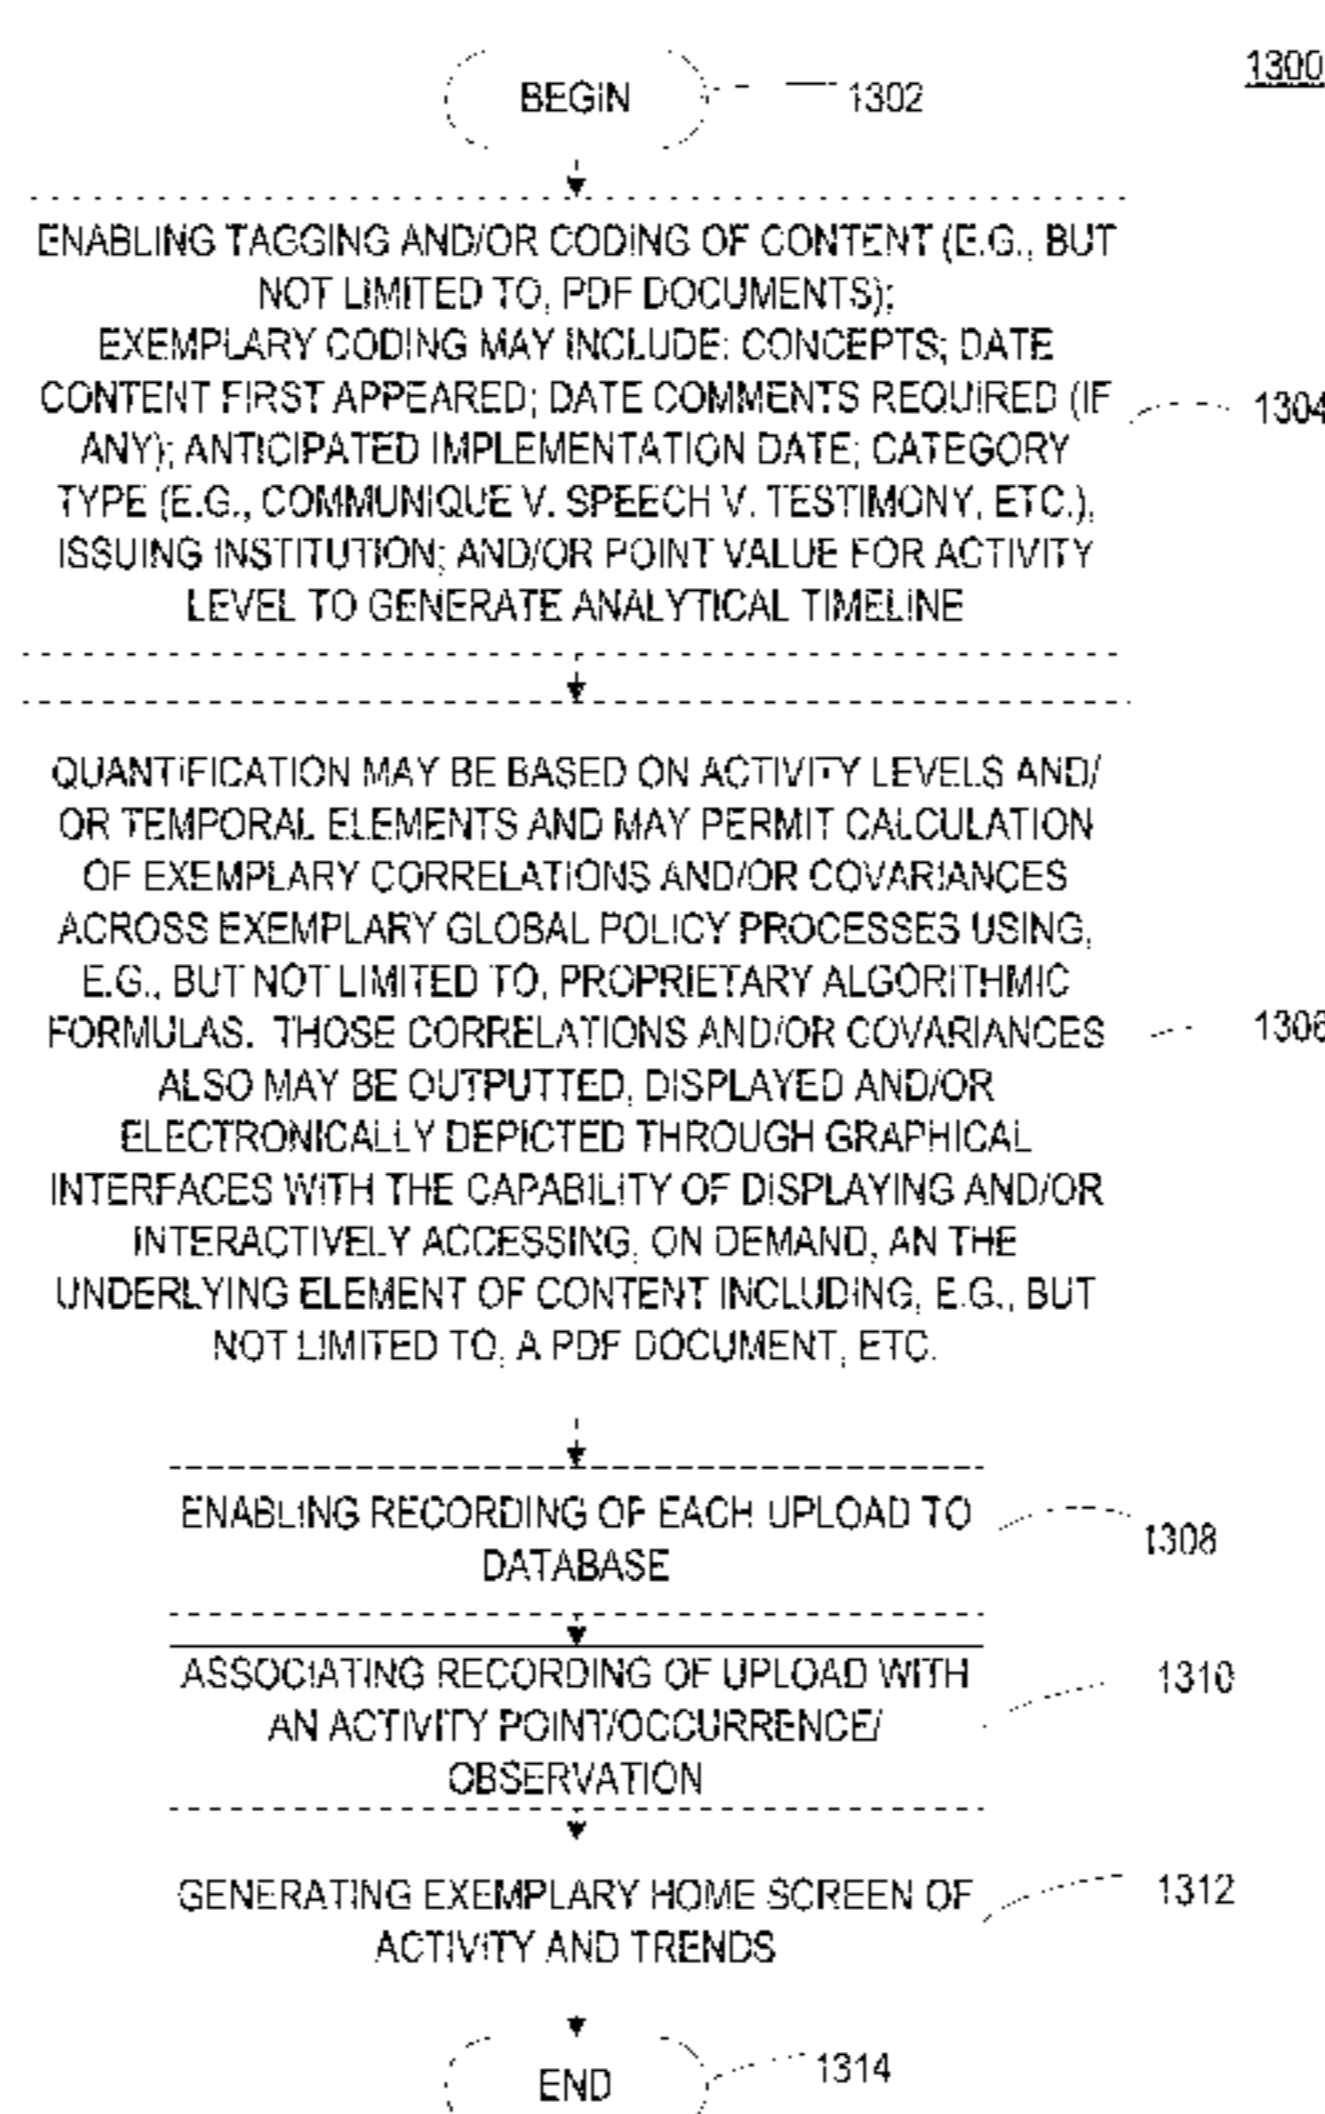 1300
BEGIN
1302
ENABLING TAGGING AND/OR CODING OF CONTENT (E.G., BUT
NOT LIMITED TO, PDF DOCUMENTS);
EXEMPLARY CODING MAY INCLUDE: CONCEPTS; DATE
CONTENT FIRST APPEARED; DATE COMMENTS REQUIRED (IF
ANY); ANTICIPATED IMPLEMENTATION DATE; CATEGORY
TYPE (E.G., COMMUNIQUE V. SPEECH V. TESTIMONY, ETC.),
ISSUING INSTITUTION; AND/OR POINT VALUE FOR ACTIVITY
LEVEL TO GENERATE ANALYTICAL TIMELINE
1304
QUANTIFICATION MAY BE BASED ON ACTIVITY LEVELS AND/
OR TEMPORAL ELEMENTS AND MAY PERMIT CALCULATION
OF EXEMPLARY CORRELATIONS AND/OR COVARIANCES
ACROSS EXEMPLARY GLOBAL POLICY PROCESSES USING,
E.G., BUT NOT LIMITED TO, PROPRIETARY ALGORITHMIC
FORMULAS. THOSE CORRELATIONS AND/OR COVARIANCES
ALSO MAY BE OUTPUTTED, DISPLAYED AND/OR
ELECTRONICALLY DEPICTED THROUGH GRAPHICAL
INTERFACES WITH THE CAPABILITY OF DISPLAYING AND/OR
INTERACTIVELY ACCESSING, ON DEMAND, AN THE
UNDERLYING ELEMENT OF CONTENT INCLUDING, E.G., BUT
NOT LIMITED TO, A PDF DOCUMENT, ETC.
1306
ENABLING RECORDING OF EACH UPLOAD TO
DATABASE
1308
ASSOCIATING RECORDING OF UPLOAD WITH
AN ACTIVITY POINT/OCCURRENCE/
OBSERVATION
1310
GENERATING EXEMPLARY HOME SCREEN OF
ACTIVITY AND TRENDS
1312
END
1314